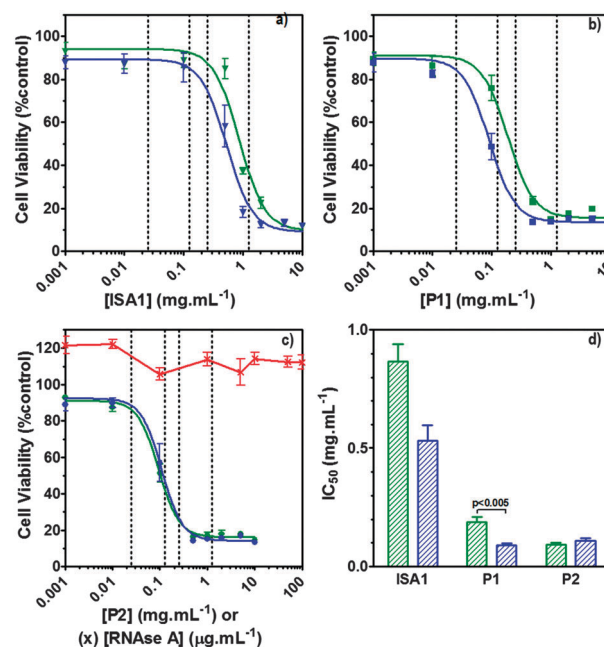 a)
100
80
60
40
20
0
Cell Viability (%control)
0.001
0.01
0.1
1
10
[ISA1] (mg.mL-1)
b)
100
80
60
40
20
0
Cell Viability (%control)
0.001
0.01
0.1
1
10
[P1] (mg.mL-1)
c)
120
100
80
60
40
20
0
Cell Viability (%control)
0.001
0.01
0.1
1
10
100
[P2] (mg.mL-1) or
(x) [RNAse A] (μg.mL-1)
d)
1.0
0.5
0.0
IC50 (mg.mL-1)
p<0.005
ISA1 P1 P2